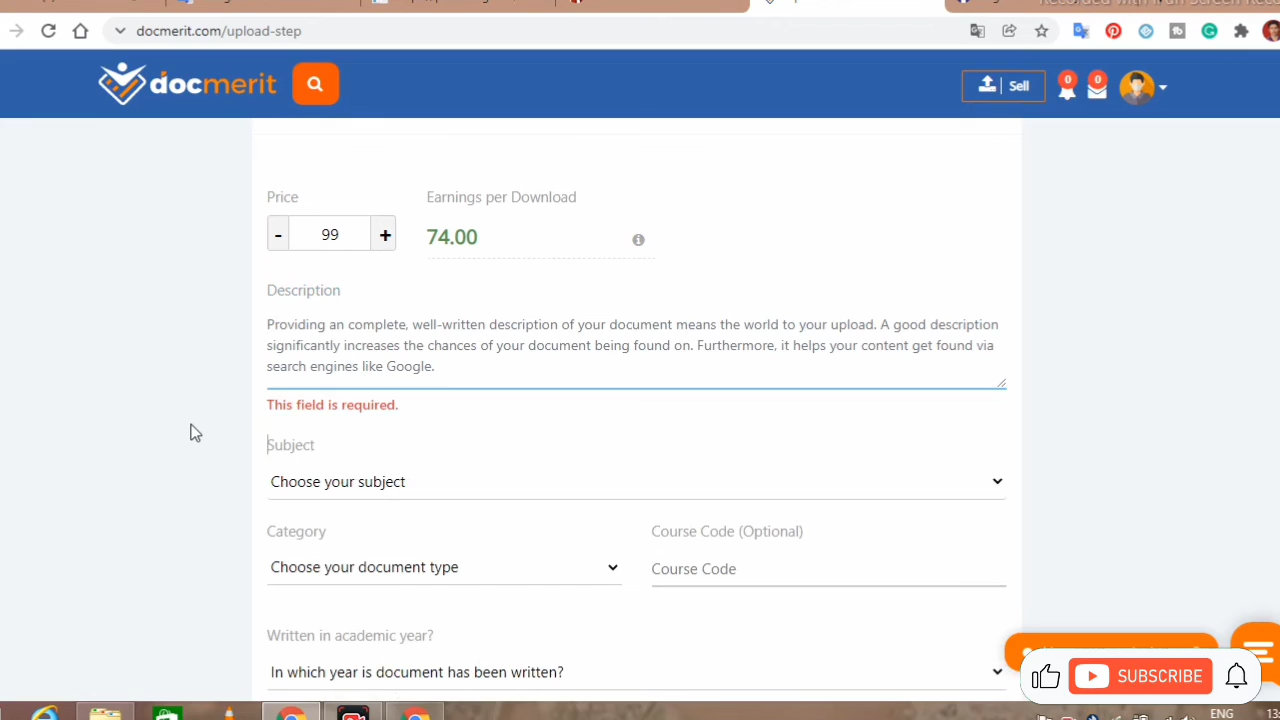 docmerit.com/upload-step
docmerit
Sell
0
0
Price
Earnings per Download
-
99
+
74.00
Description
Providing an complete, well-written description of your document means the world to your upload. A good description
significantly increases the chances of your document being found on. Furthermore, it helps your content get found via
search engines like Google.
This field is required.
Subject
Choose your subject
Category
Course Code (Optional)
Choose your document type
Course Code
Written in academic year?
In which year is document has been written?
SUBSCRIBE
ENG